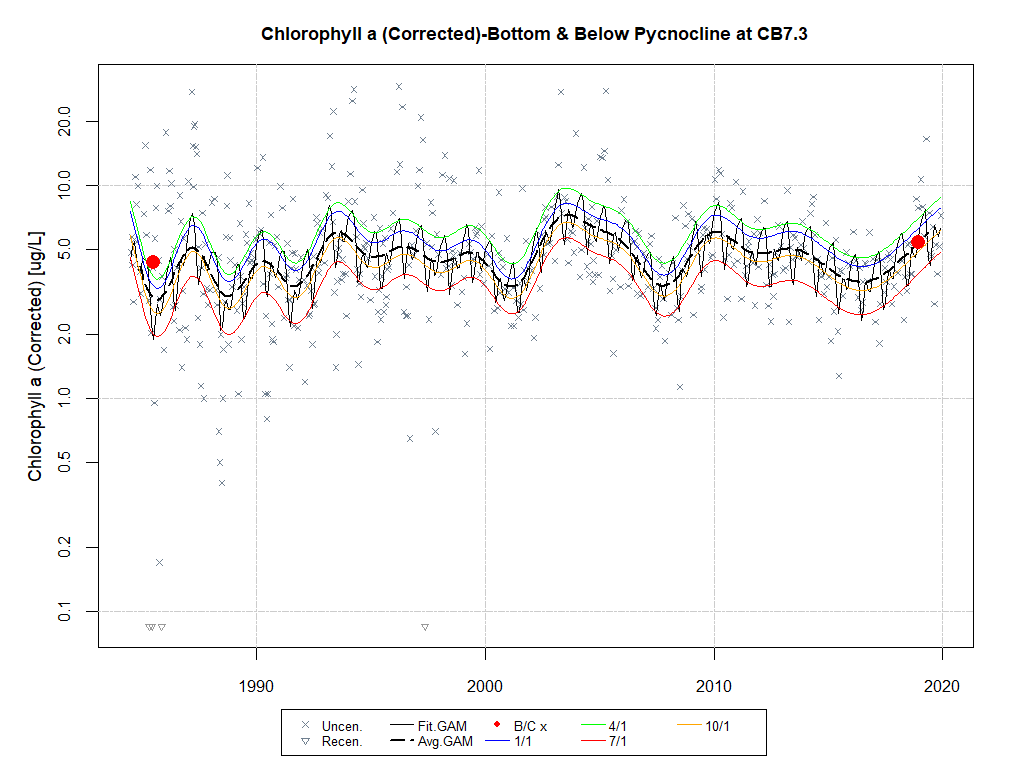 Chlorophyll a (Corrected)-Bottom & Below Pycnocline at CB7.3
Chlorophyll a (Corrected) [ug/L]
20.0
10.0
5.0
2.0
1.0
0.5
0.2
0.1
1990 2000 2010 2020
Uncen. Fit.GAM B/C x 4/1 10/1
Recen. Avg.GAM 1/1 7/1